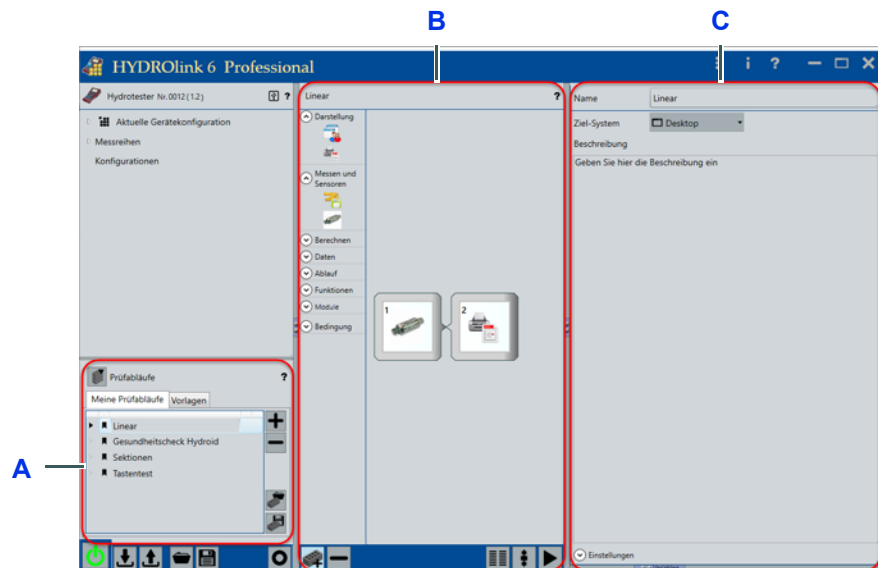 B
C
HYDROlink 6 Professional
i ?
Hydrotester Nr.0012(1.2) ?
Aktuelle Gerätekonfiguration
Messreihen
Konfigurationen
Linear ?
Darstellung
Messen und
Sensoren
Berechnen
Daten
Ablauf
Funktionen
Module
Bedingung
1
2
Name Linear
Ziel-System Desktop
Beschreibung
Geben Sie hier die Beschreibung ein
Prüfabläufe ?
Meine Prüfabläufe Vorlagen
Linear
Gesundheitscheck Hydroid
Sektionen
Tastentest
A
Einstellungen